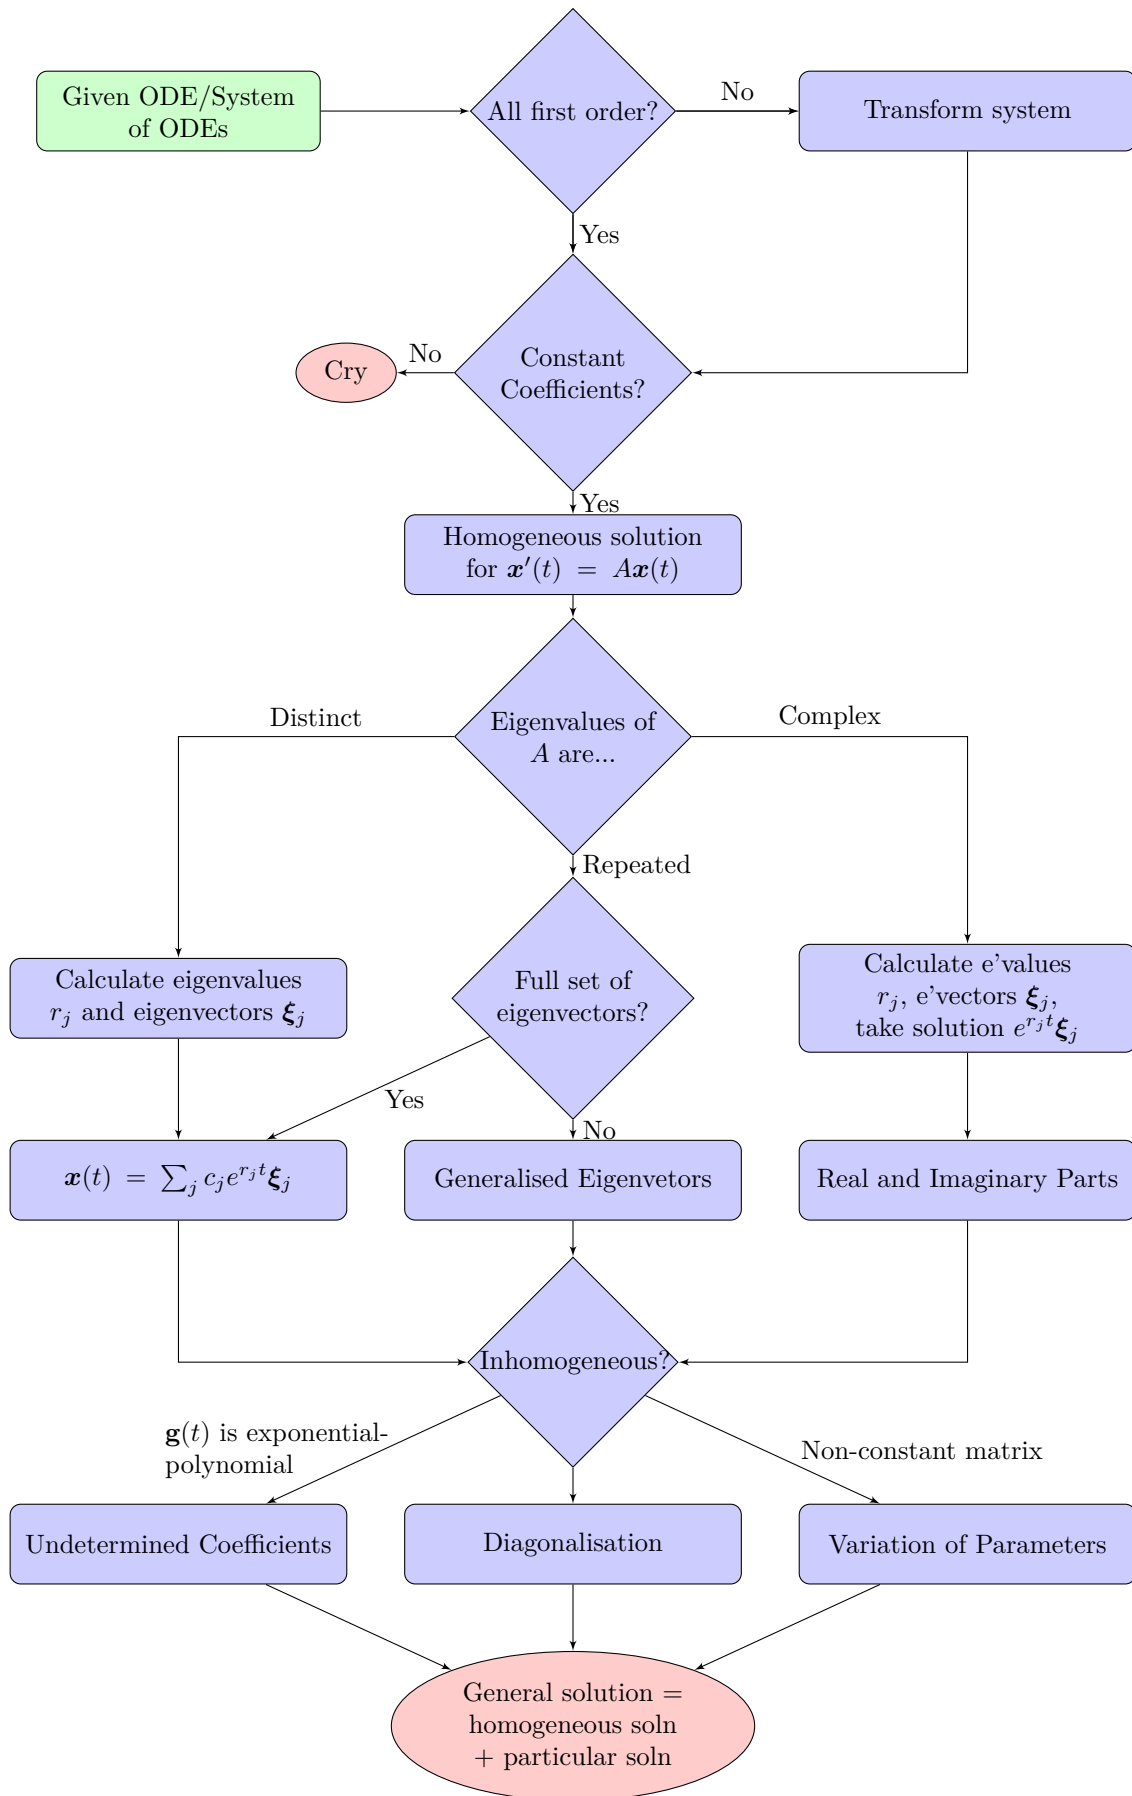 Given ODE/System
of ODEs
All first order?
No
Transform system
Yes
Constant
Coefficients?
No
Cry
Yes
Homogeneous solution
for 𝒙′(t) = A𝒙(t)
Eigenvalues of
A are...
Distinct
Complex
Repeated
Calculate eigenvalues
r_j and eigenvectors ξ_j
Full set of
eigenvectors?
Calculate e'values
r_j, e'vectors ξ_j,
take solution e^{r_j t}ξ_j
Yes
No
𝒙(t) = ∑_j c_j e^{r_j t}ξ_j
Generalised Eigenvetors
Real and Imaginary Parts
Inhomogeneous?
g(t) is exponential-
polynomial
Non-constant matrix
Undetermined Coefficients
Diagonalisation
Variation of Parameters
General solution =
homogeneous soln
+ particular soln